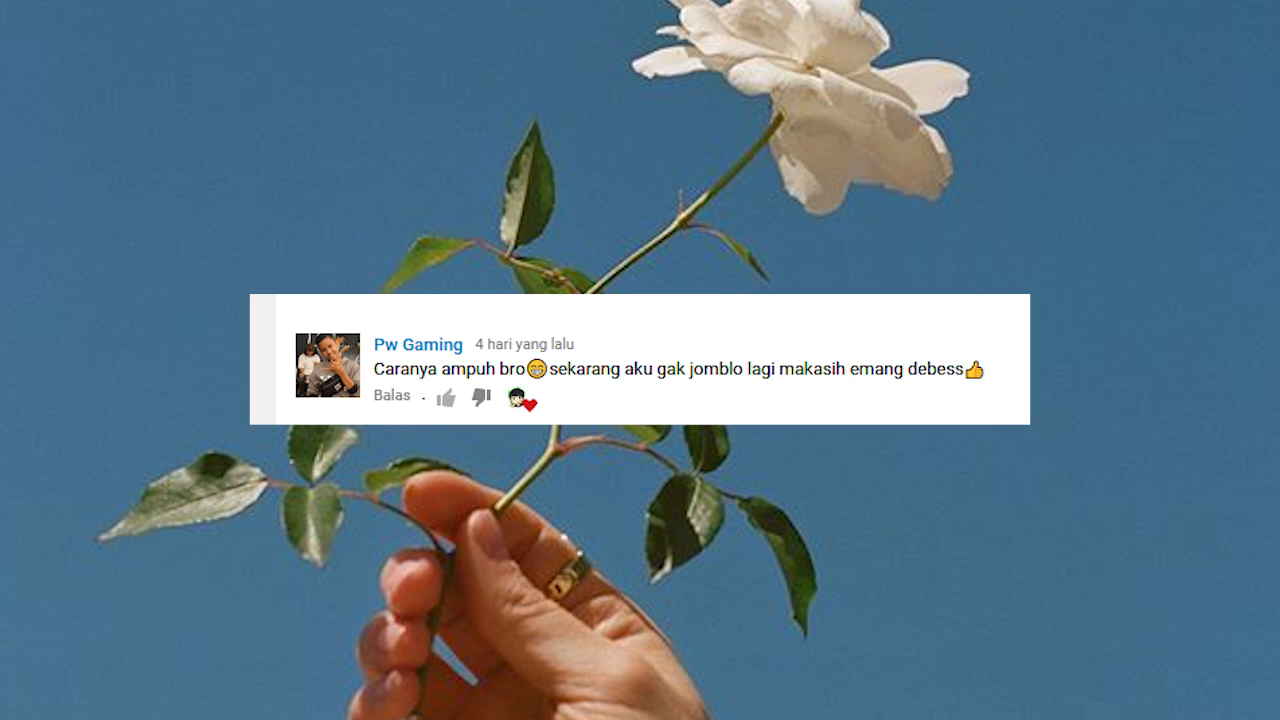 Pw Gaming 4 hari yang lalu
Caranya ampuh bro😁sekarang aku gak jomblo lagi makasih emang debess👍
Balas